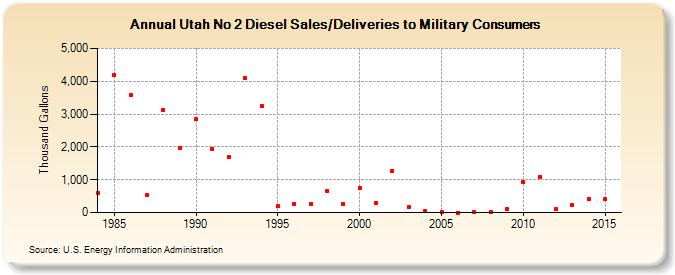 Annual Utah No 2 Diesel Sales/Deliveries to Military Consumers
Thousand Gallons
5,000
4,000
3,000
2,000
1,000
0
1985 1990 1995 2000 2005 2010 2015
Source: U.S. Energy Information Administration